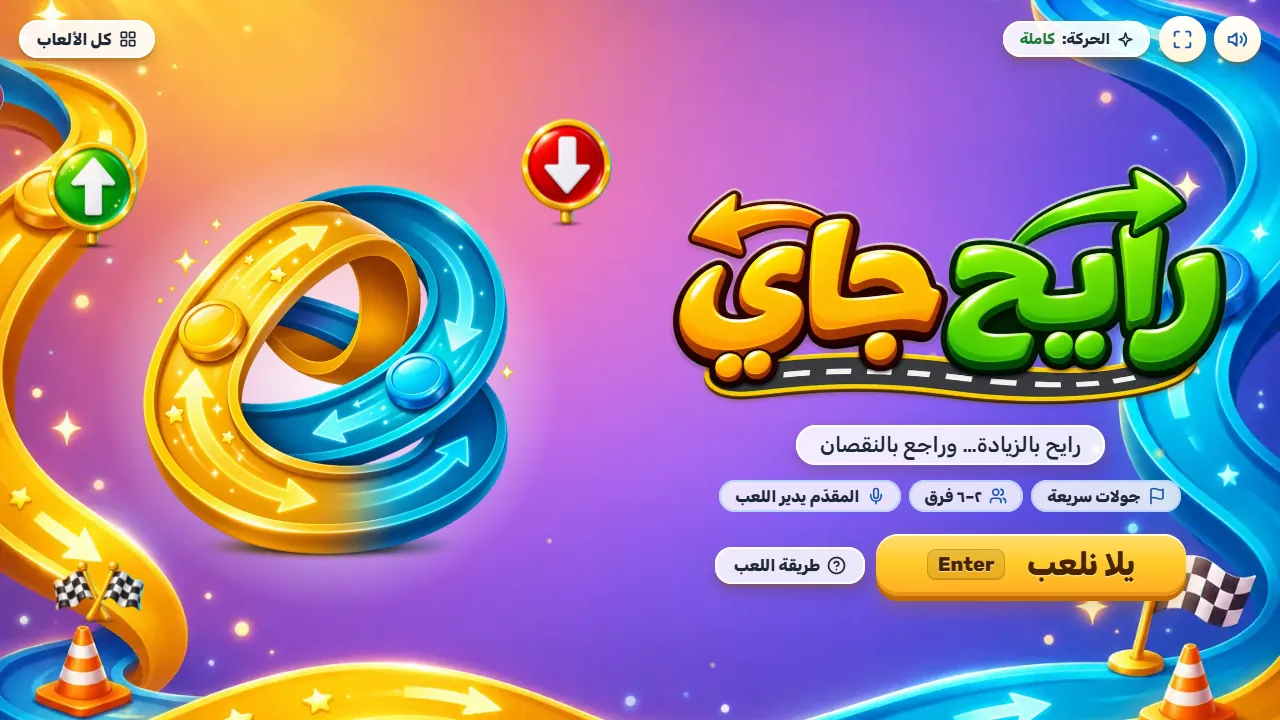 الحركة: كاملة
كل الألعاب
رايح جاي
رايح بالزيادة... وراجع بالنقصان
جولات سريعة
٢–٦ فرق
المقدّم يدير اللعب
يلا نلعب Enter
طريقة اللعب